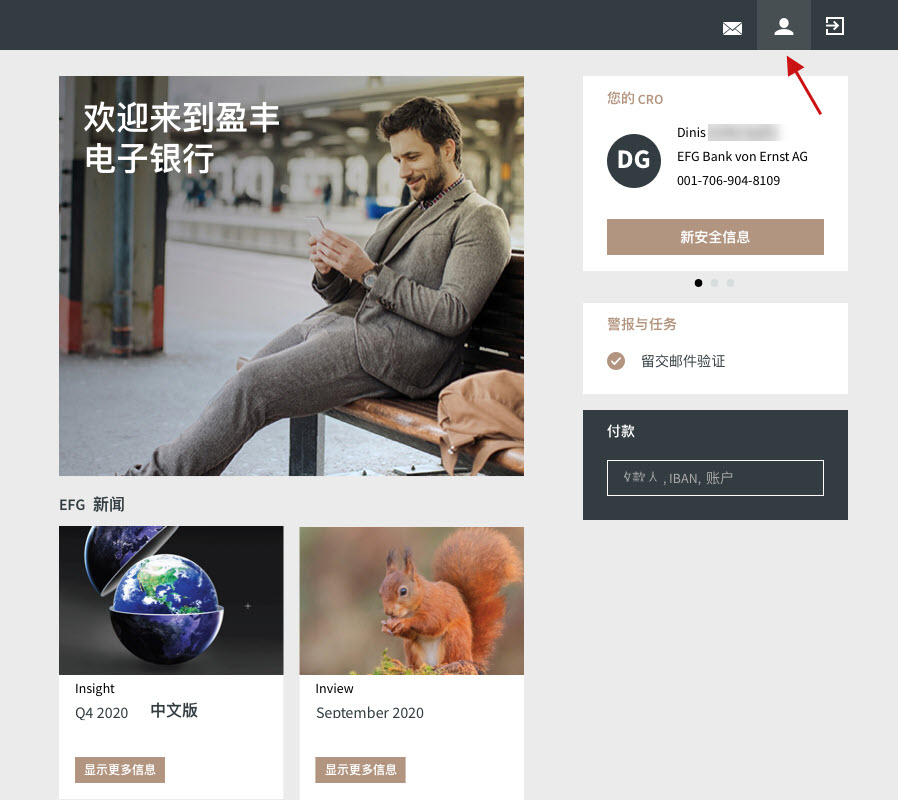 欢迎来到盈丰
电子银行
您的 CRO
DG
Dinis
EFG Bank von Ernst AG
001-706-904-8109
新安全信息
警报与任务
留交邮件验证
付款
款人 , IBAN, 账户
EFG 新闻
Insight
Q4 2020 中文版
显示更多信息
Inview
September 2020
显示更多信息